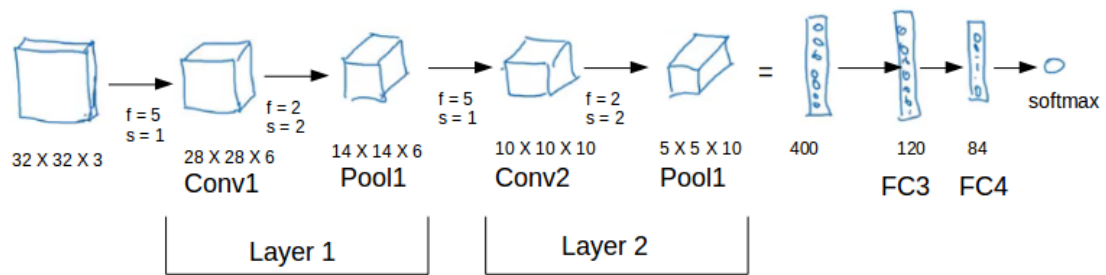 32 X 32 X 3
f = 5
s = 1
28 X 28 X 6
Conv1
f = 2
s = 2
14 X 14 X 6
Pool1
Layer 1
f = 5
s = 1
10 X 10 X 10
Conv2
f = 2
s = 2
5 X 5 X 10
Pool1
Layer 2
=
400
120
FC3
84
FC4
softmax